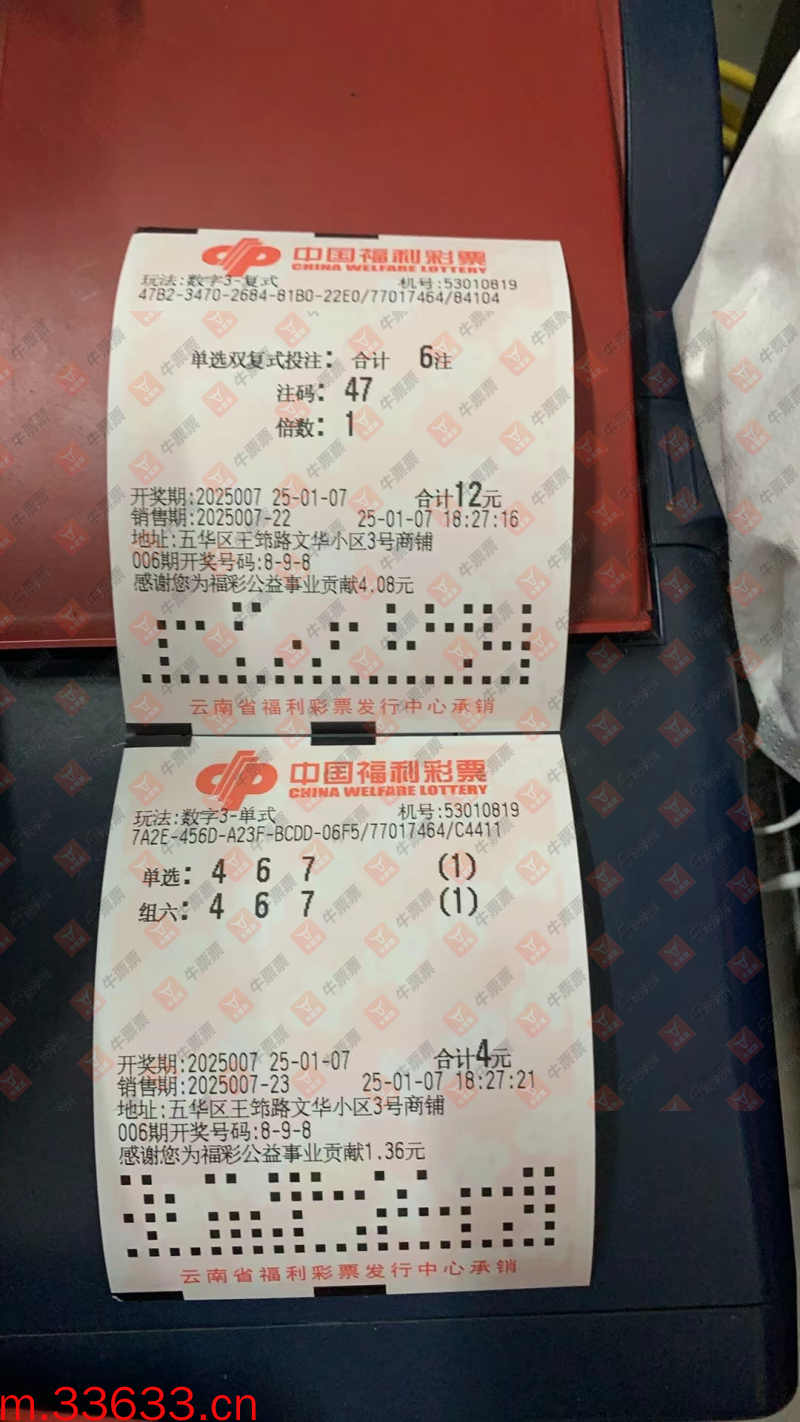 中国福利彩票
CHINA WELFARE LOTTERY
玩法:数字3-复式 机号:53010819
47B2-3470-2684-81B0-22E0/77017464/84104
单选双复式投注: 合计 6注
注码: 47
倍数: 1
开奖期:2025007 25-01-07 合计12元
销售期:2025007-22 25-01-07 18:27:16
地址:五华区王筇路文华小区3号商铺
006期开奖号码:8-9-8
感谢您为福彩公益事业贡献4.08元
云南省福利彩票发行中心承销
中国福利彩票
CHINA WELFARE LOTTERY
玩法:数字3-单式 机号:53010819
7A2E-456D-A23F-BCDD-06F5/77017464/C4411
单选: 4 6 7 (1)
组六: 4 6 7 (1)
开奖期:2025007 25-01-07 合计4元
销售期:2025007-23 25-01-07 18:27:21
地址:五华区王筇路文华小区3号商铺
006期开奖号码:8-9-8
感谢您为福彩公益事业贡献1.36元
云南省福利彩票发行中心承销
牛票票
m.33633.cn